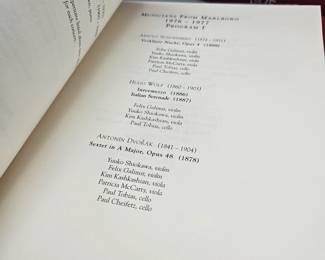 MUSICIANS FROM MARLBORO
1976 – 1977
PROGRAM I
ARNOLD SCHOENBERG (1874 - 1951)
Verklärte Nacht, Opus 4 (1899)
Felix Galimir, violin
Yuuko Shiokawa, violin
Kim Kashkashian, viola
Patricia McCarty, viola
Paul Tobias, cello
Paul Cheifetz, cello
HUGO WOLF (1860 – 1903)
Intermezzo (1886)
Italian Serenade (1887)
Felix Galimir, violin
Yuuko Shiokawa, violin
Kim Kashkashian, viola
Paul Tobias, cello
ANTONÍN DVOŘÁK (1841 – 1904)
Sextet in A Major, Opus 48 (1878)
Yuuko Shiokawa, violin
Felix Galimir, violin
Kim Kashkashian, viola
Patricia McCarty, viola
Paul Tobias, cello
Paul Cheifetz, cello